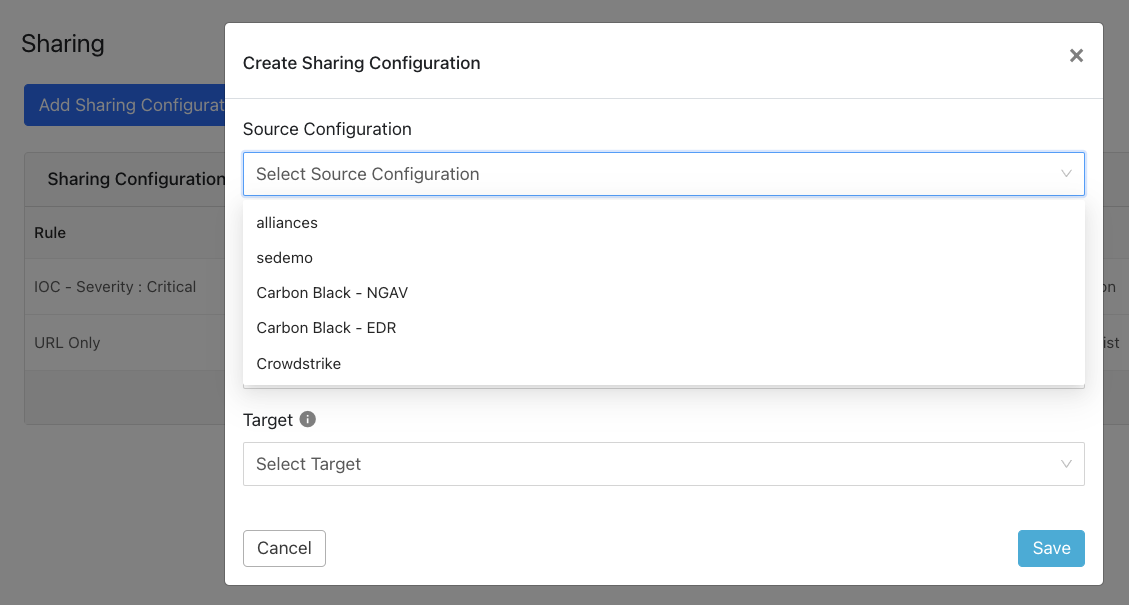 Sharing
Create Sharing Configuration
Add Sharing Configurat
Source Configuration
Select Source Configuration
Sharing Configuration
alliances
Rule
sedemo
IOC - Severity : Critical
Carbon Black - NGAV
on
Carbon Black - EDR
URL Only
ist
Crowdstrike
Target
Select Target
Cancel
Save